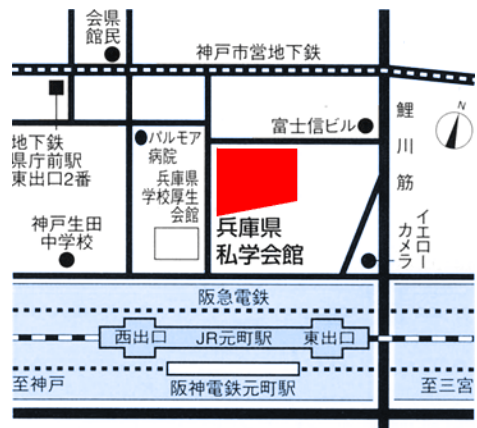 県民
会館
神戸市営地下鉄
富士信ビル
鯉川筋
N
パルモア
病院
地下鉄
県庁前駅
東出口2番
兵庫県
学校厚生
会館
兵庫県
私学会館
神戸生田
中学校
イエロー
カメラ
阪急電鉄
西出口
JR元町駅
東出口
至神戸
阪神電鉄元町駅
至三宮